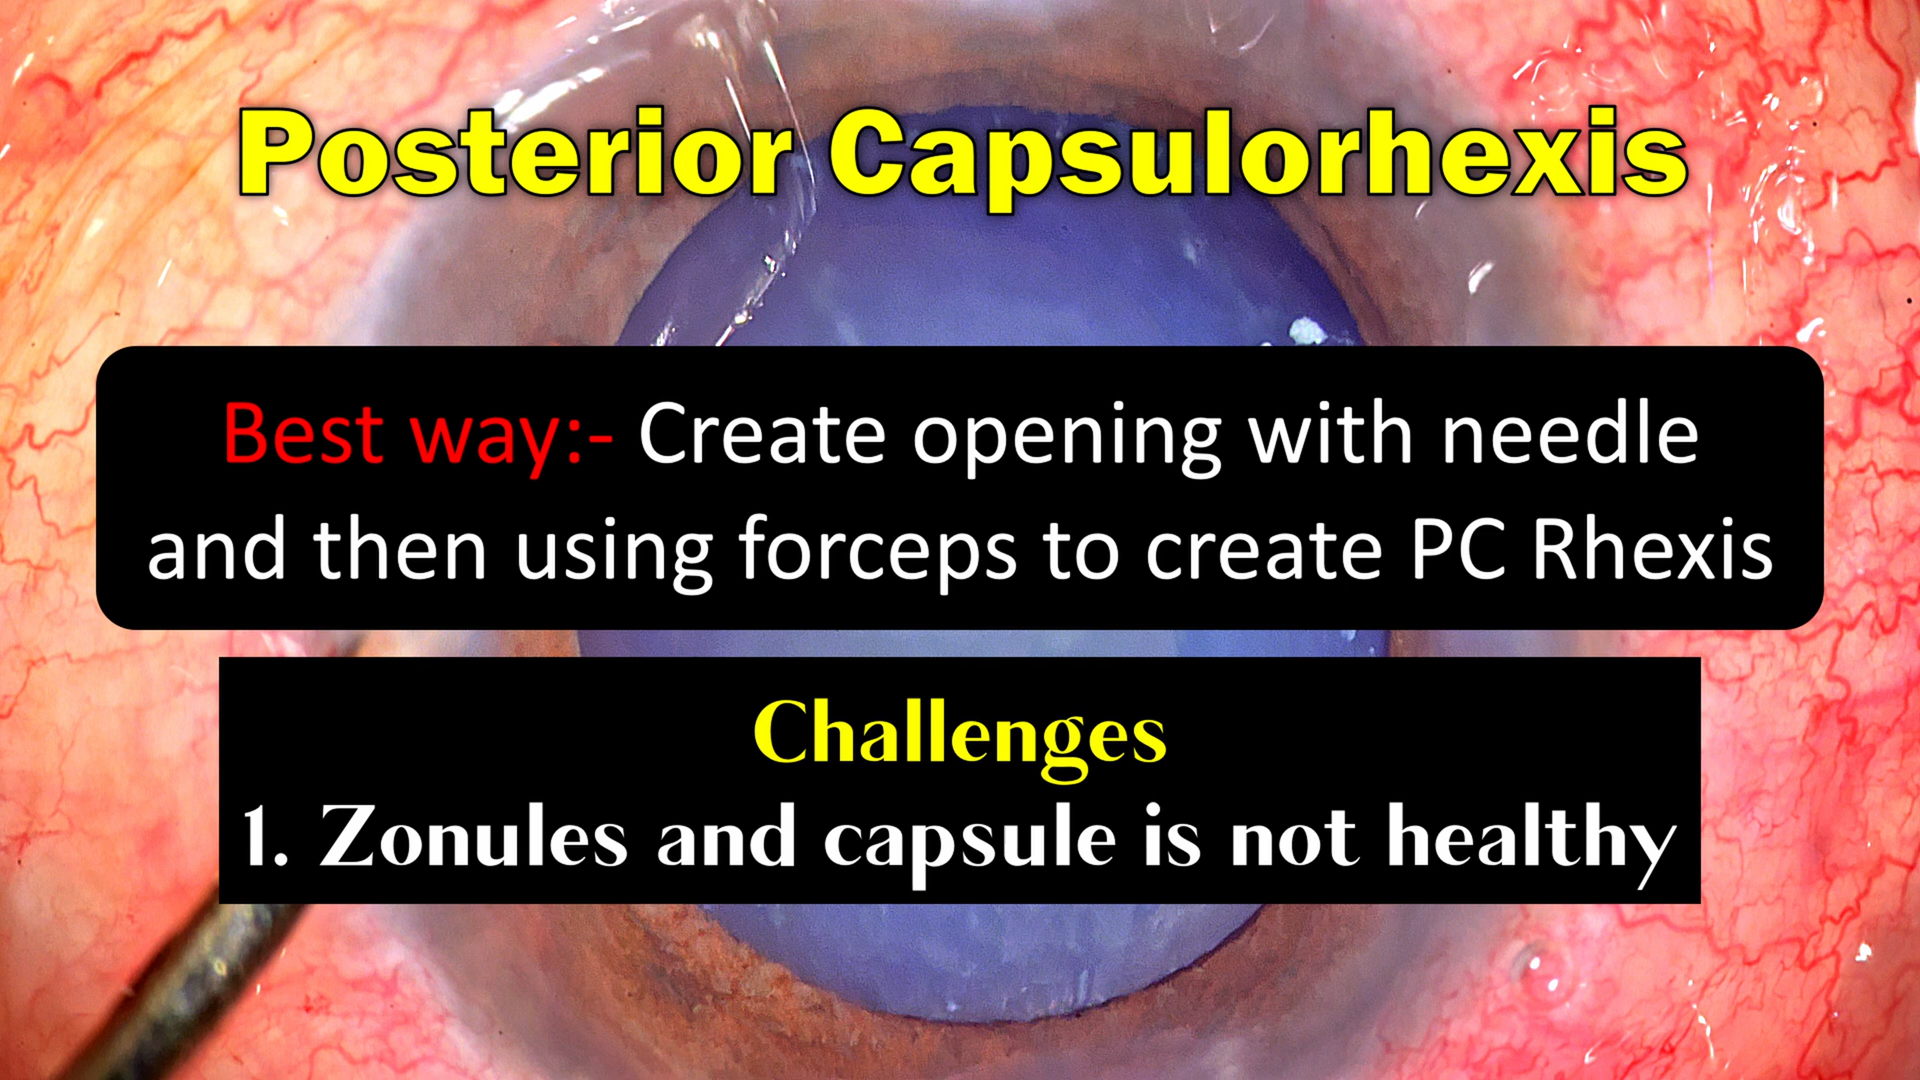 Posterior Capsulorhexis
Best way:- Create opening with needle
and then using forceps to create PC Rhexis
Challenges
1. Zonules and capsule is not healthy